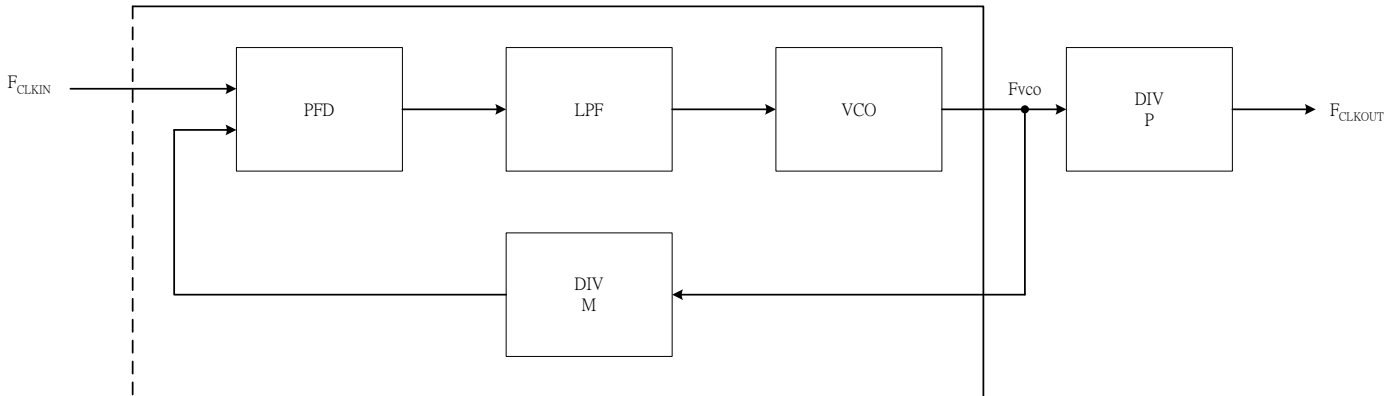 F_CLKIN
PFD
LPF
VCO
Fvco
DIV
P
F_CLKOUT
DIV
M